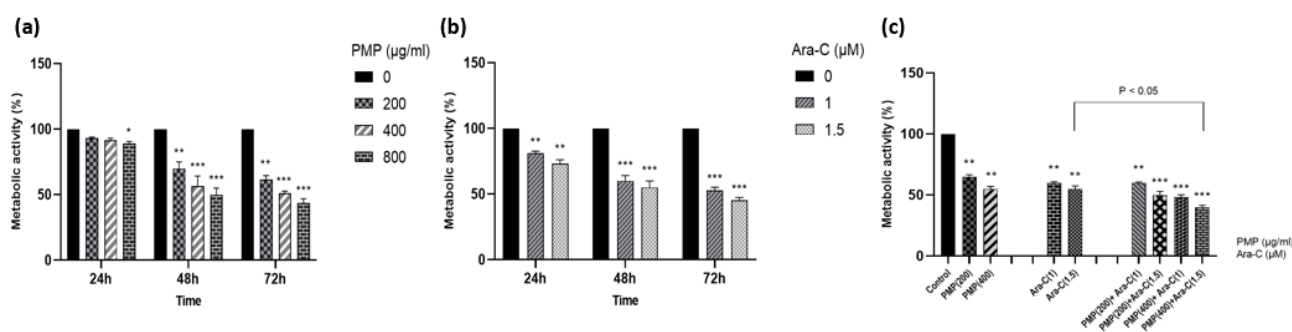 (a)
PMP (µg/ml)
0
200
400
800
Metabolic activity (%)
150
100
50
0
*
** *** ***
** *** ***
24h 48h 72h
Time
(b)
Ara-C (µM)
0
1
1.5
Metabolic activity (%)
150
100
50
0
** **
*** ***
*** ***
24h 48h 72h
Time
(c)
Metabolic activity (%)
150
100
50
0
P < 0.05
** ** ** ** ** *** *** ***
Control
PMP(200)
PMP(400)
Ara-C(1)
Ara-C(1.5)
PMP(200)+ Ara-C(1)
PMP(200)+Ara-C(1.5)
PMP(400)+ Ara-C(1)
PMP(400)+Ara-C(1.5)
PMP (µg/ml)
Ara-C (µM)